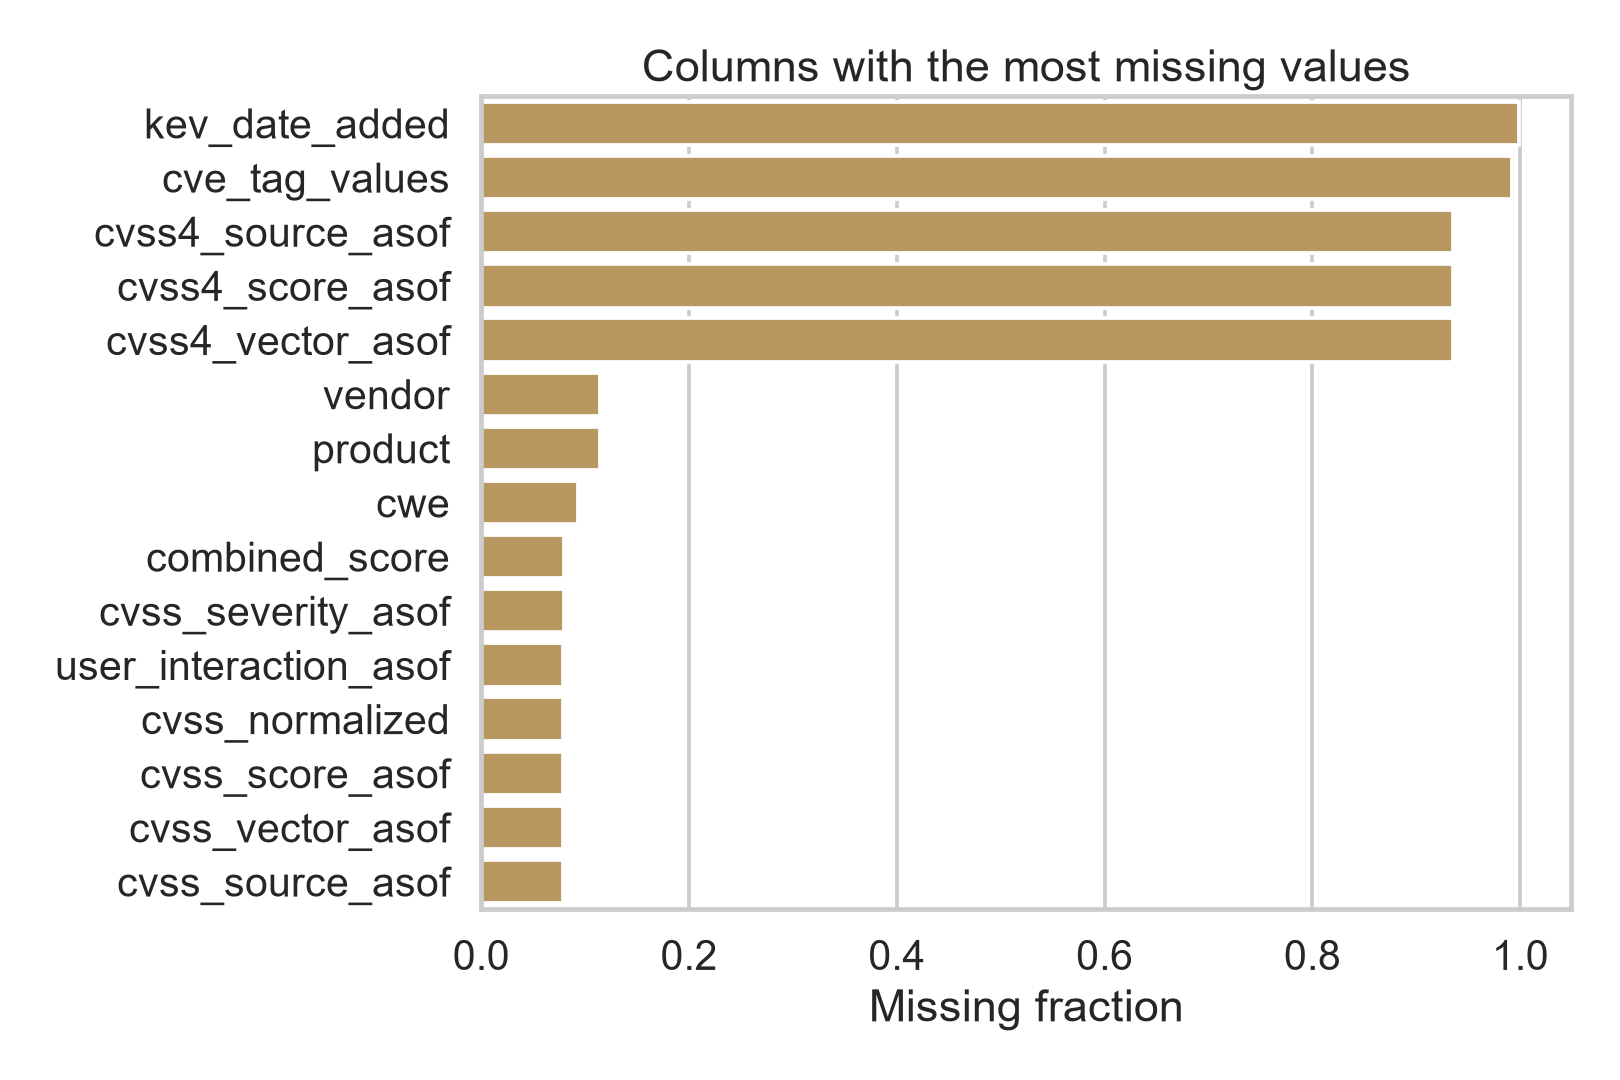 Columns with the most missing values
kev_date_added
cve_tag_values
cvss4_source_asof
cvss4_score_asof
cvss4_vector_asof
vendor
product
cwe
combined_score
cvss_severity_asof
user_interaction_asof
cvss_normalized
cvss_score_asof
cvss_vector_asof
cvss_source_asof
0.0 0.2 0.4 0.6 0.8 1.0
Missing fraction